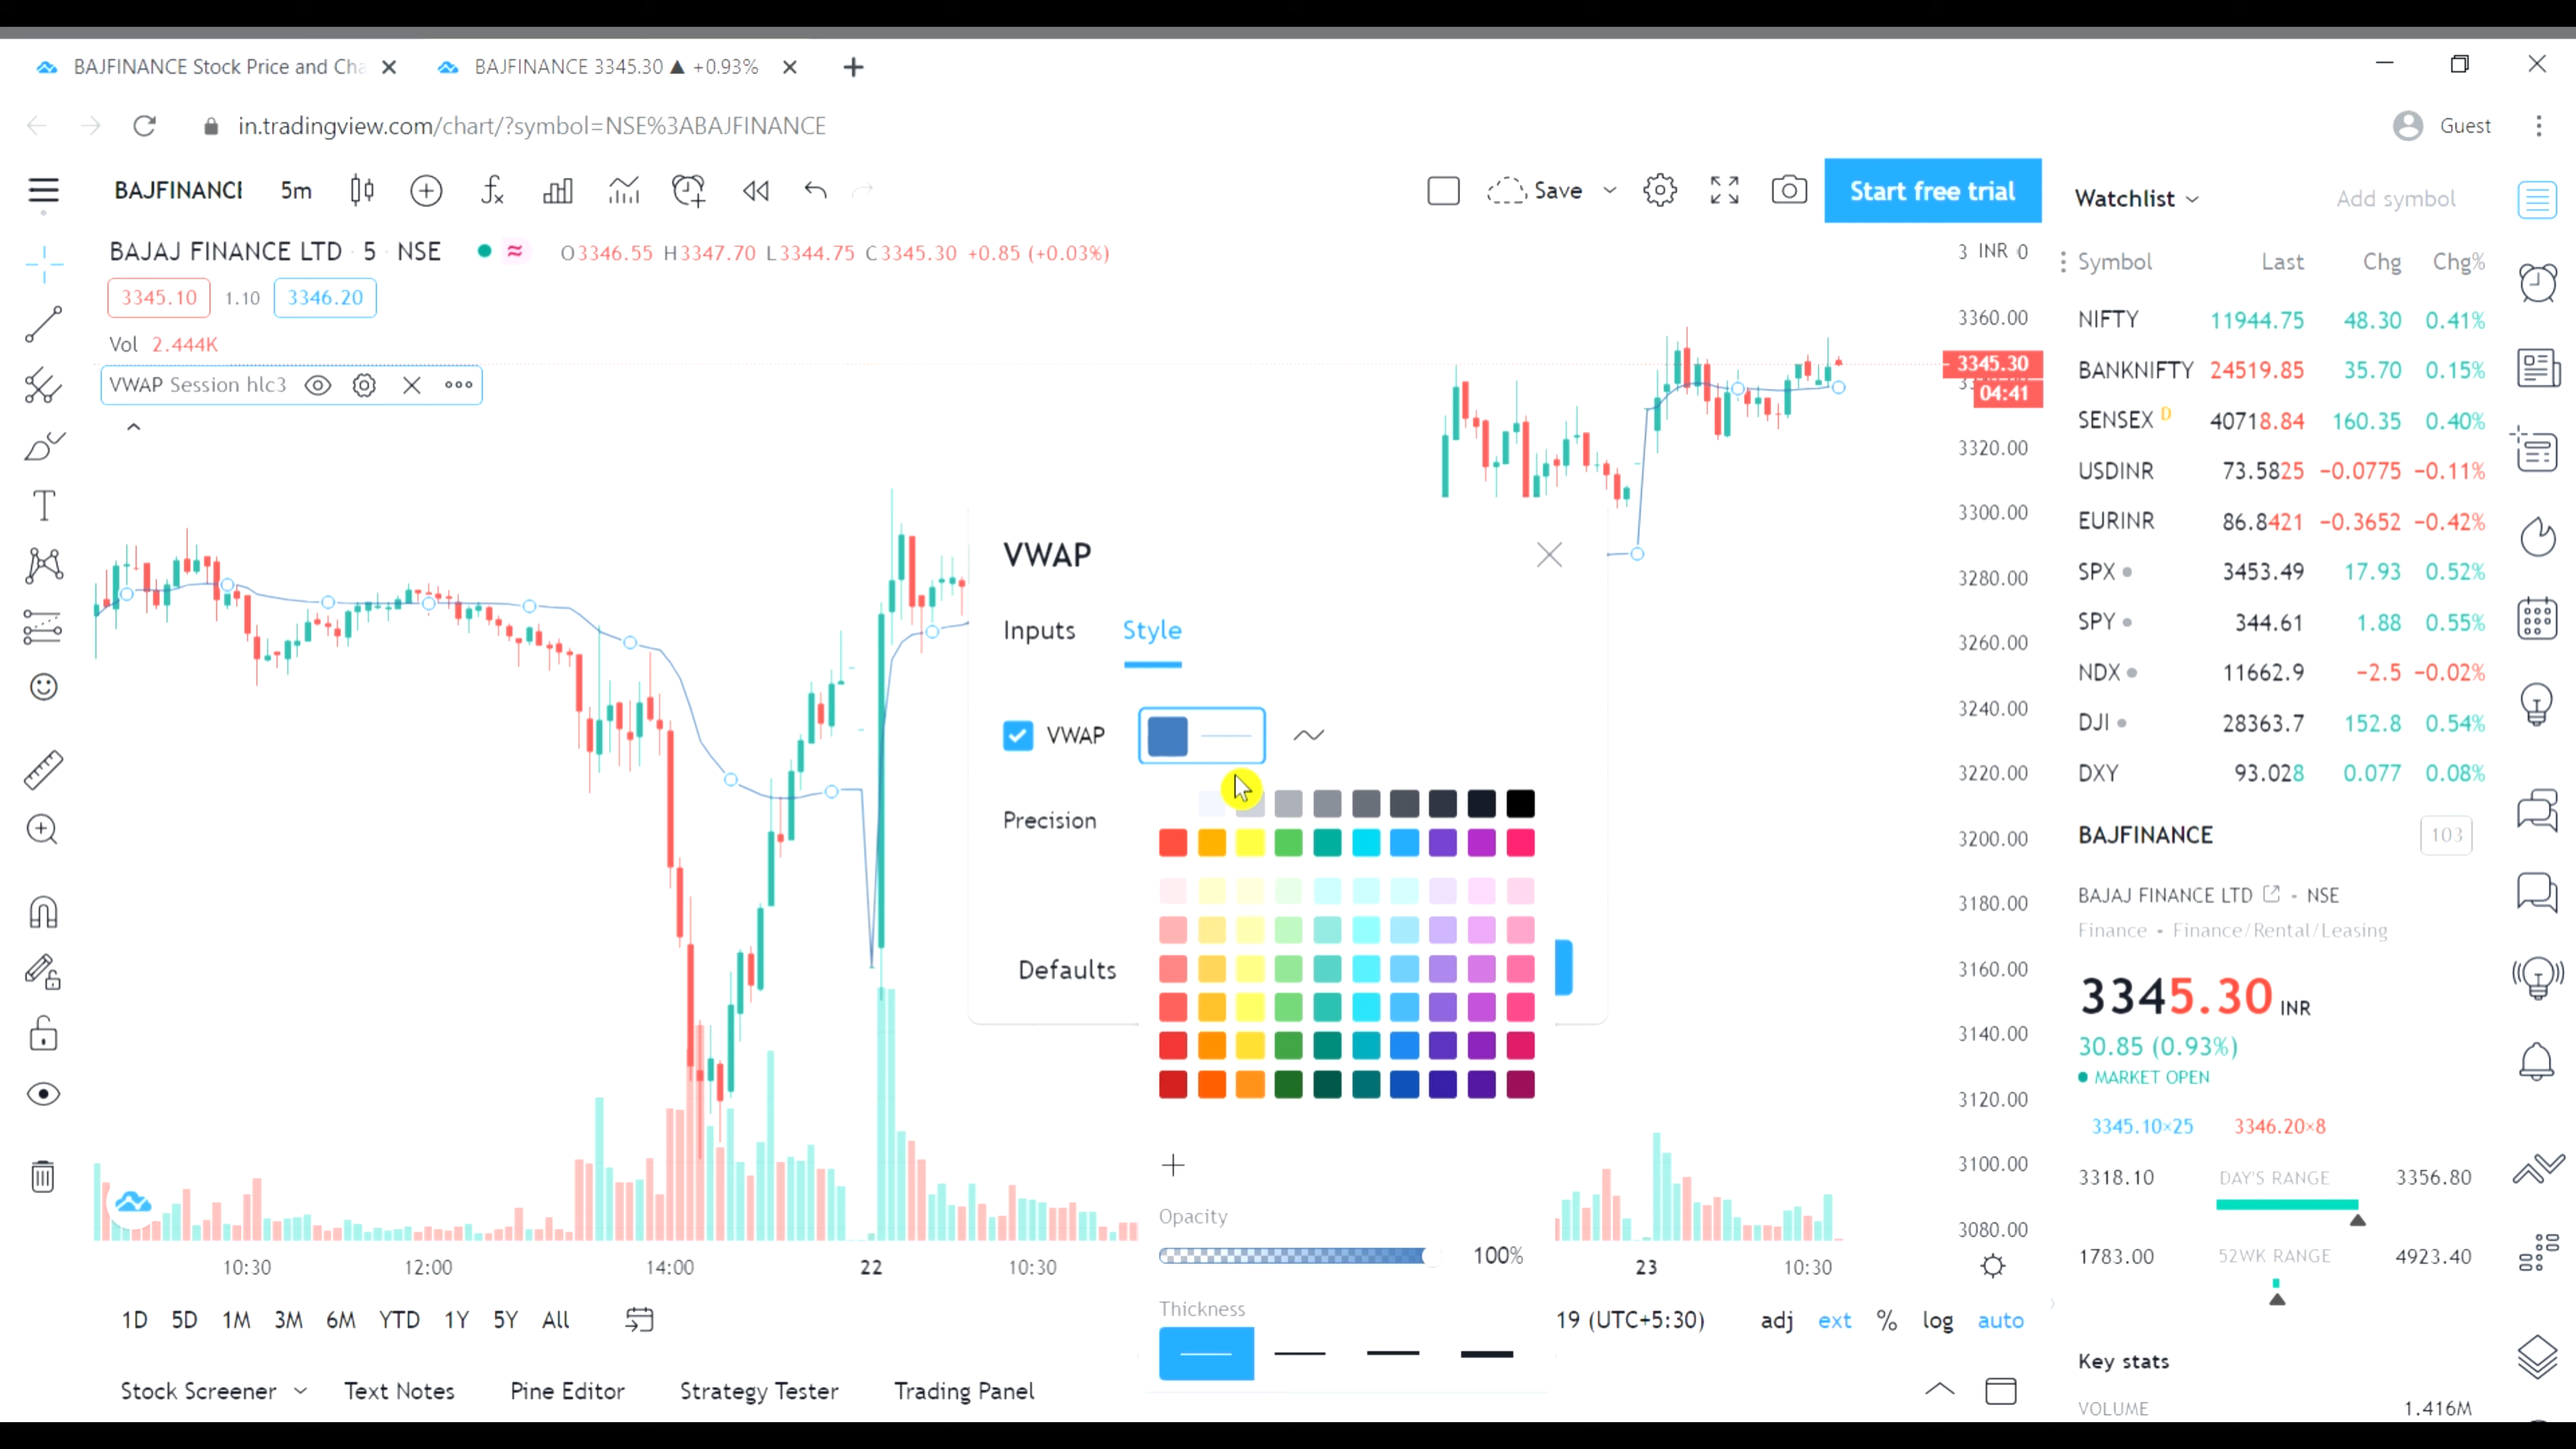 BAJFINANCE Stock Price and Cha
BAJFINANCE 3345.30 ▲ +0.93%
in.tradingview.com/chart/?symbol=NSE%3ABAJFINANCE
Guest
BAJFINANCE 5m
Save
Start free trial
BAJAJ FINANCE LTD · 5 · NSE
O3346.55 H3347.70 L3344.75 C3345.30 +0.85 (+0.03%)
3345.10 1.10 3346.20
Vol 2.444K
VWAP Session hlc3
3 INR 0
3360.00
3345.30
04:41
3320.00
3300.00
3280.00
3260.00
3240.00
3220.00
3200.00
3180.00
3160.00
3140.00
3120.00
3100.00
3080.00
VWAP
Inputs Style
VWAP
Precision
Defaults
Opacity
100%
Thickness
10:30 12:00 14:00 22 10:30 23 10:30
1D 5D 1M 3M 6M YTD 1Y 5Y All
19 (UTC+5:30) adj ext % log auto
Stock Screener Text Notes Pine Editor Strategy Tester Trading Panel
Watchlist Add symbol
Symbol Last Chg Chg%
NIFTY 11944.75 48.30 0.41%
BANKNIFTY 24519.85 35.70 0.15%
SENSEX D 40718.84 160.35 0.40%
USDINR 73.5825 −0.0775 −0.11%
EURINR 86.8421 −0.3652 −0.42%
SPX 3453.49 17.93 0.52%
SPY 344.61 1.88 0.55%
NDX 11662.9 −2.5 −0.02%
DJI 28363.7 152.8 0.54%
DXY 93.028 0.077 0.08%
BAJFINANCE 103
BAJAJ FINANCE LTD - NSE
Finance • Finance/Rental/Leasing
3345.30 INR
30.85 (0.93%)
MARKET OPEN
3345.10×25 3346.20×8
3318.10 DAY'S RANGE 3356.80
1783.00 52WK RANGE 4923.40
Key stats
VOLUME 1.416M